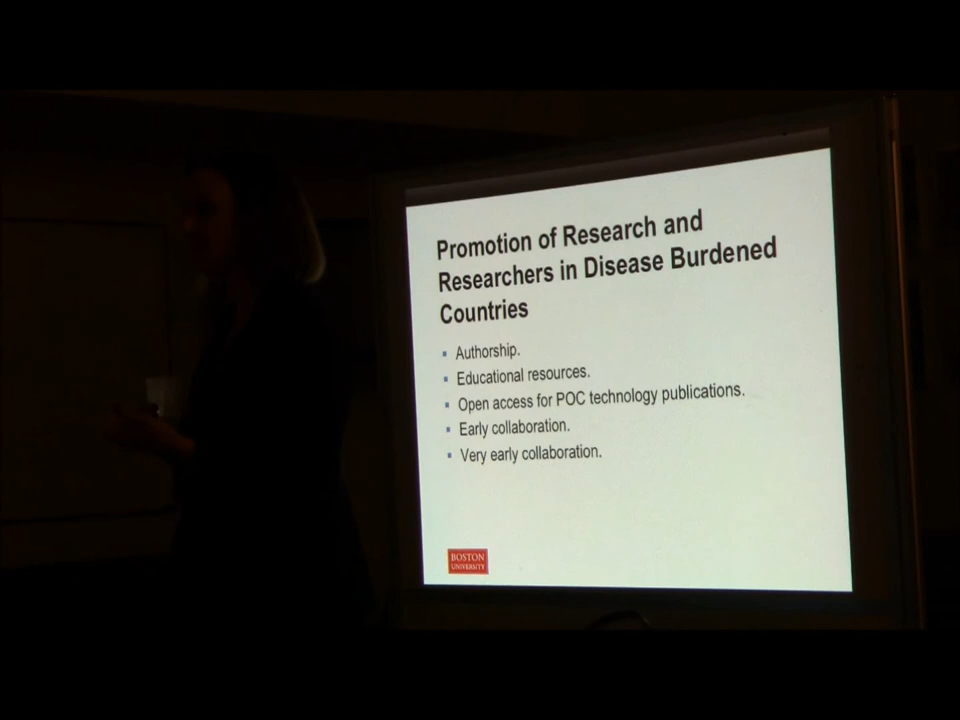 Promotion of Research and
Researchers in Disease Burdened
Countries
▪ Authorship.
▪ Educational resources.
▪ Open access for POC technology publications.
▪ Early collaboration.
▪ Very early collaboration.
BOSTON
UNIVERSITY